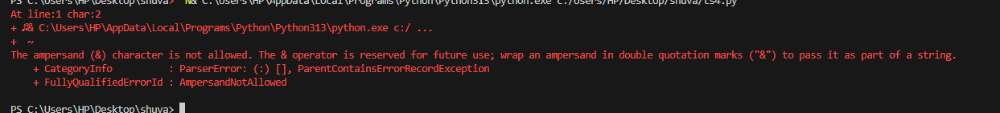 PS C:\Users\HP\Desktop\shuva> & C:\Users\HP\AppData\Local\Programs\Python\Python313\python.exe c:/Users/HP/Desktop/shuva/ts4.py
At line:1 char:2
+ ♬& C:\Users\HP\AppData\Local\Programs\Python\Python313\python.exe c:/ ...
+  ~
The ampersand (&) character is not allowed. The & operator is reserved for future use; wrap an ampersand in double quotation marks ("&") to pass it as part of a string.
    + CategoryInfo          : ParserError: (:) [], ParentContainsErrorRecordException
    + FullyQualifiedErrorId : AmpersandNotAllowed
PS C:\Users\HP\Desktop\shuva>